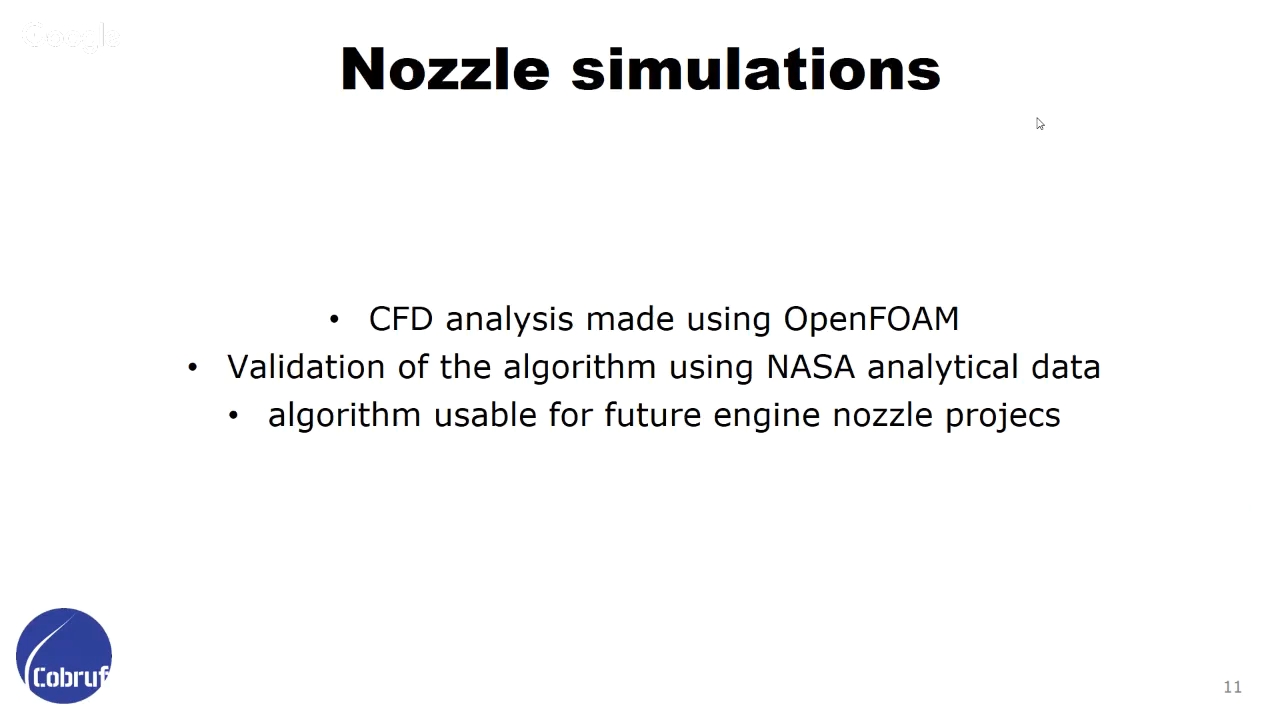 Google
Nozzle simulations
• CFD analysis made using OpenFOAM
• Validation of the algorithm using NASA analytical data
• algorithm usable for future engine nozzle projecs
Cobruf
11